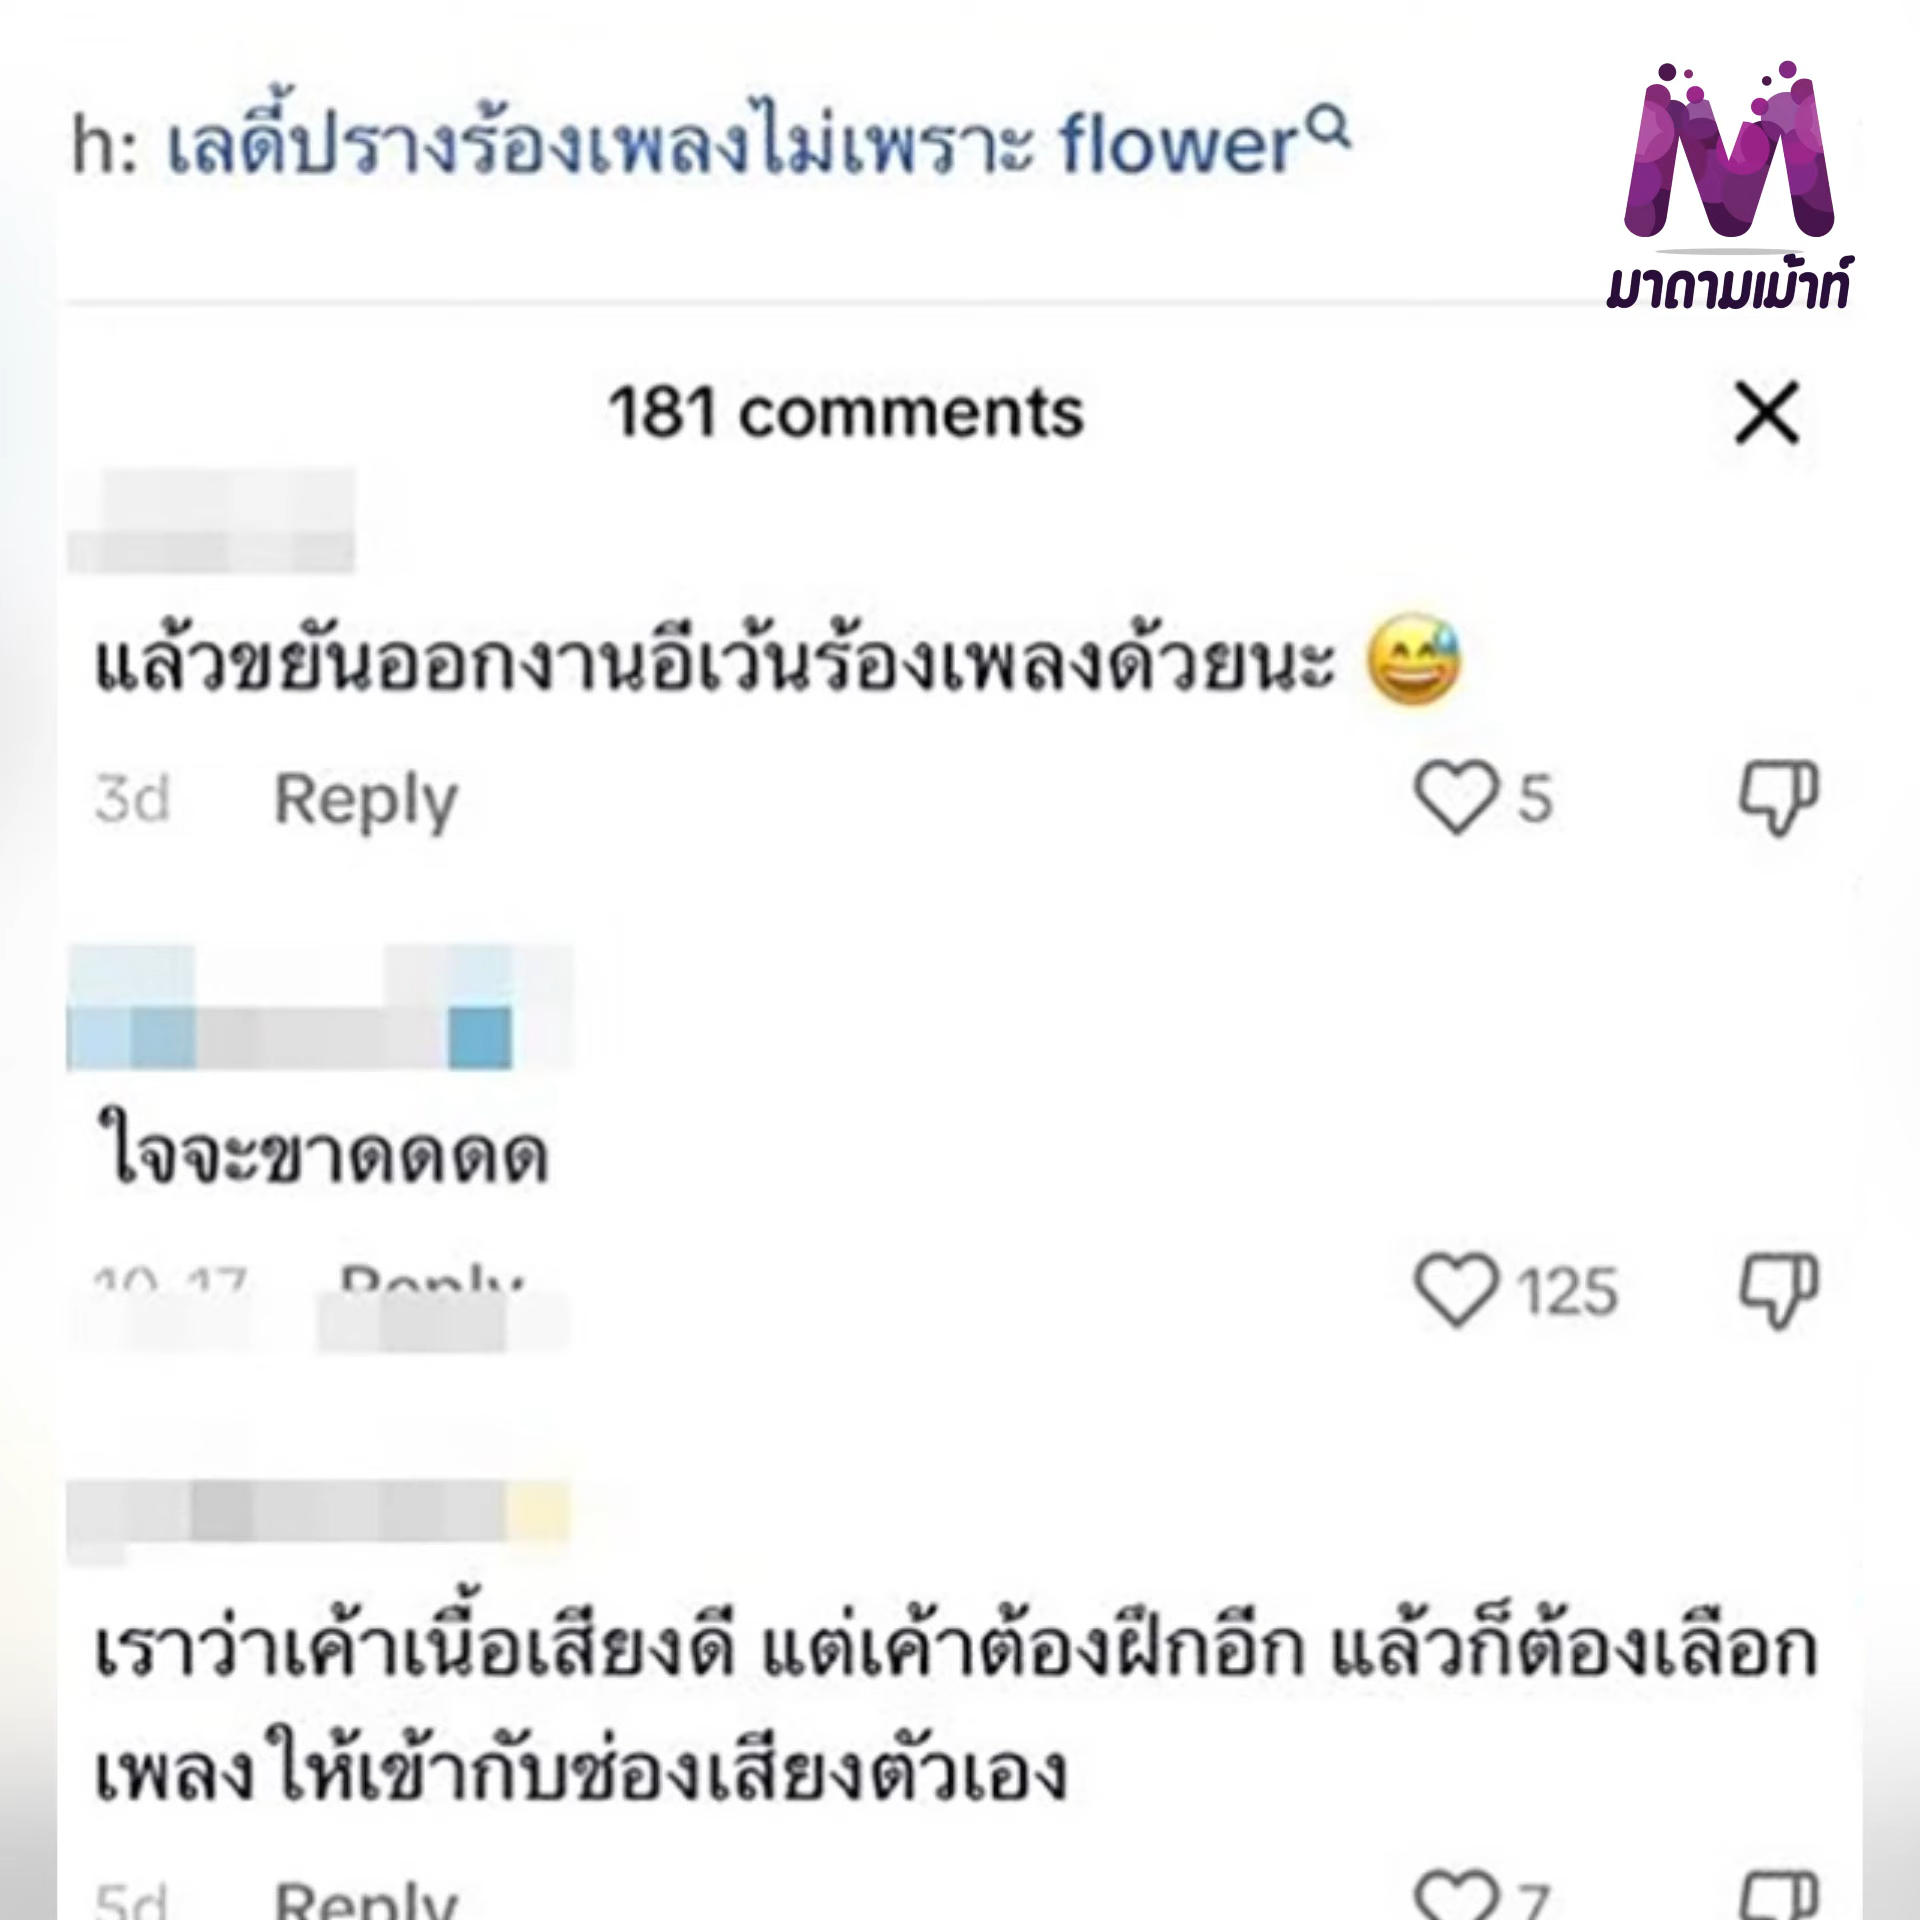 h: เลดี้ปรางร้องเพลงไม่เพราะ flower
มาดามเม้าท์
181 comments
แล้วขยันออกงานอีเว้นร้องเพลงด้วยนะ 😅
3d Reply 5
ใจจะขาดดดด
10-17 Reply 125
เราว่าเค้าเนื้อเสียงดี แต่เค้าต้องฝึกอีก แล้วก็ต้องเลือก
เพลงให้เข้ากับช่องเสียงตัวเอง
5d Reply 7